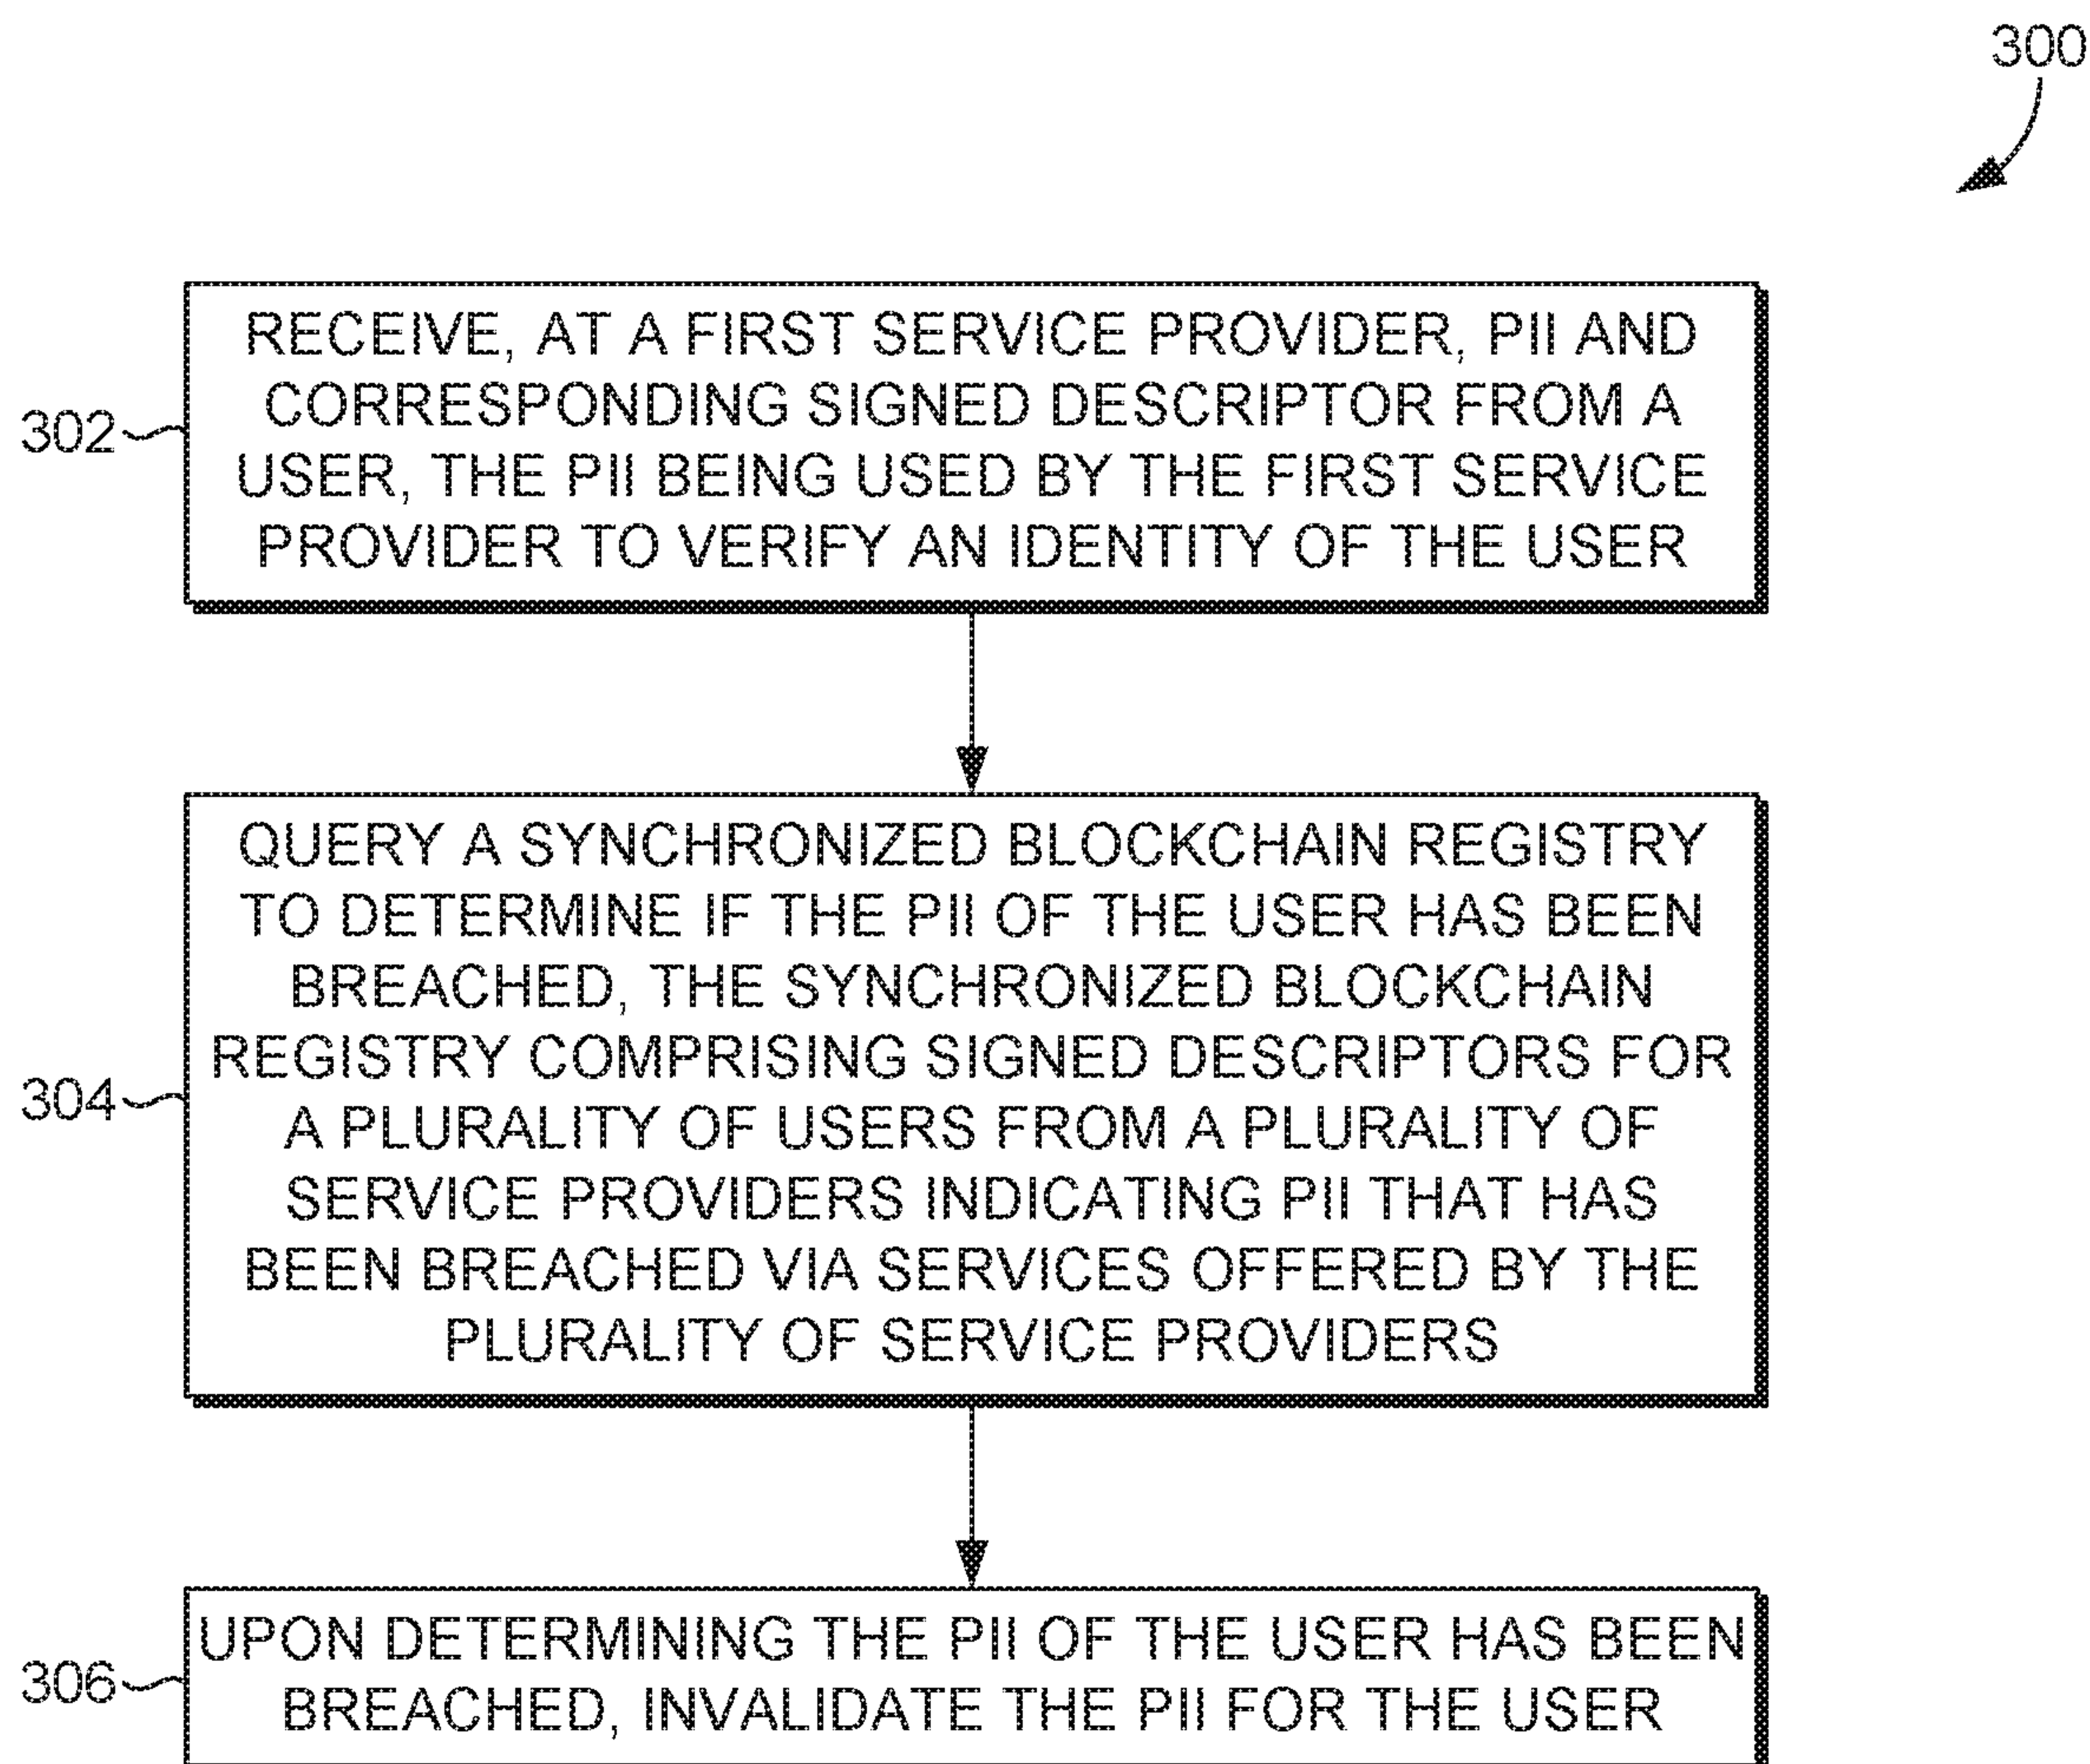 300
302
RECEIVE, AT A FIRST SERVICE PROVIDER, PII AND
CORRESPONDING SIGNED DESCRIPTOR FROM A
USER, THE PII BEING USED BY THE FIRST SERVICE
PROVIDER TO VERIFY AN IDENTITY OF THE USER
304
QUERY A SYNCHRONIZED BLOCKCHAIN REGISTRY
TO DETERMINE IF THE PII OF THE USER HAS BEEN
BREACHED, THE SYNCHRONIZED BLOCKCHAIN
REGISTRY COMPRISING SIGNED DESCRIPTORS FOR
A PLURALITY OF USERS FROM A PLURALITY OF
SERVICE PROVIDERS INDICATING PII THAT HAS
BEEN BREACHED VIA SERVICES OFFERED BY THE
PLURALITY OF SERVICE PROVIDERS
306
UPON DETERMINING THE PII OF THE USER HAS BEEN
BREACHED, INVALIDATE THE PII FOR THE USER